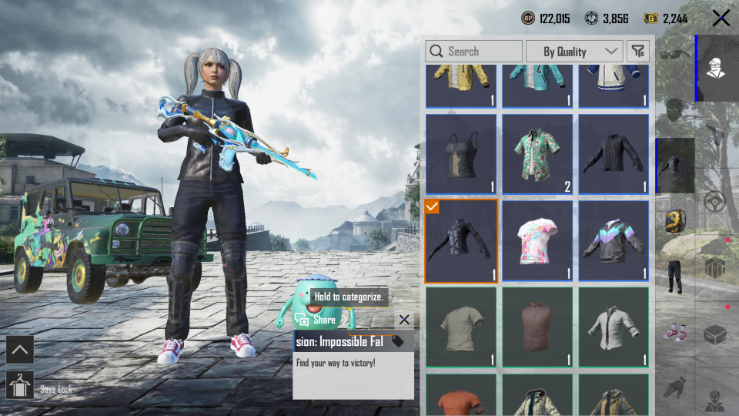 122,015 3,856 2,244
Search By Quality
1 1 1
1 2 1
1 1 1
1 1 1
Hold to categorize.
Share
sion: Impossible Fal
Find your way to victory!
Save Look